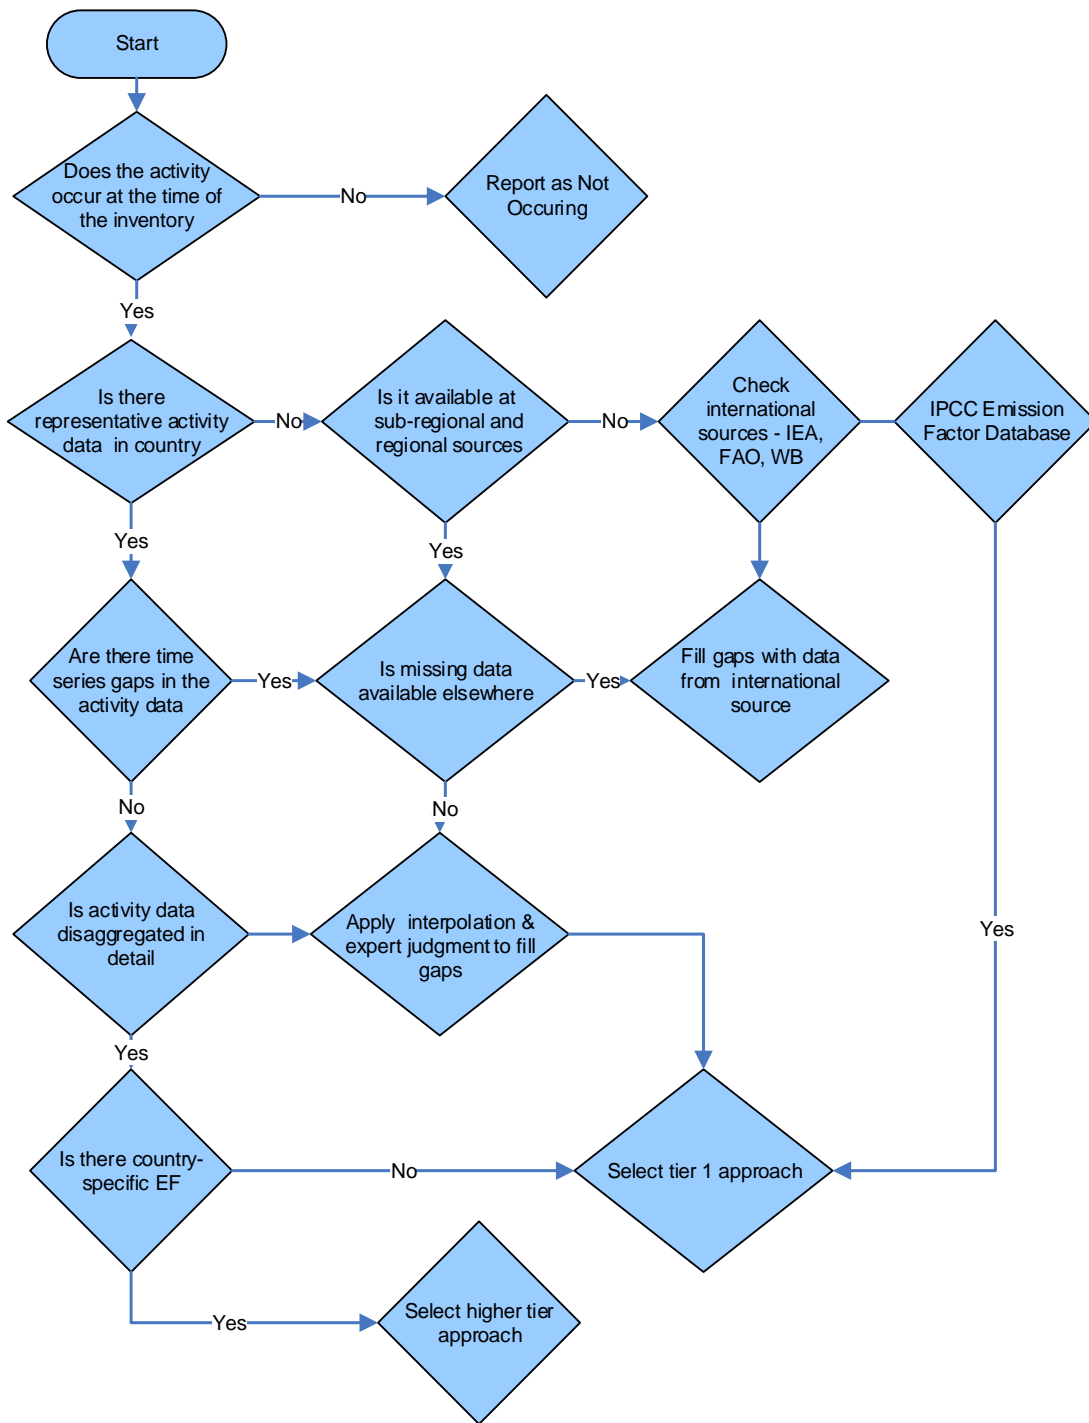 Start
Does the activity
occur at the time of
the inventory
No
Report as Not
Occuring
Yes
Is there
representative activity
data in country
No
Is it available at
sub-regional and
regional sources
No
Check
international
sources - IEA,
FAO, WB
IPCC Emission
Factor Database
Yes
Yes
Are there time
series gaps in the
activity data
Yes
Is missing data
available elsewhere
Yes
Fill gaps with data
from international
source
No
No
Is activity data
disaggregated in
detail
Apply interpolation &
expert judgment to fill
gaps
Yes
Yes
Is there country-
specific EF
No
Select tier 1 approach
Yes
Select higher tier
approach